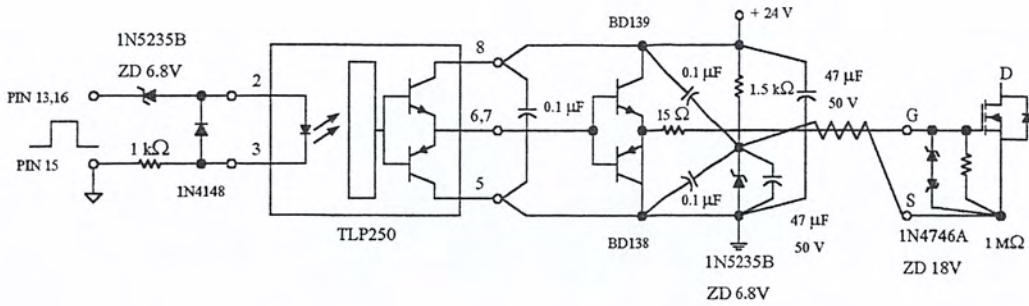 1N5235B
ZD 6.8V
PIN 13,16
PIN 15
1 kΩ
1N4148
2
3
TLP250
8
6,7
5
0.1 µF
BD139
BD138
15 Ω
0.1 µF
0.1 µF
+ 24 V
1.5 kΩ
47 µF
50 V
47 µF
50 V
1N5235B
ZD 6.8V
G
S
D
1N4746A
ZD 18V
1 MΩ